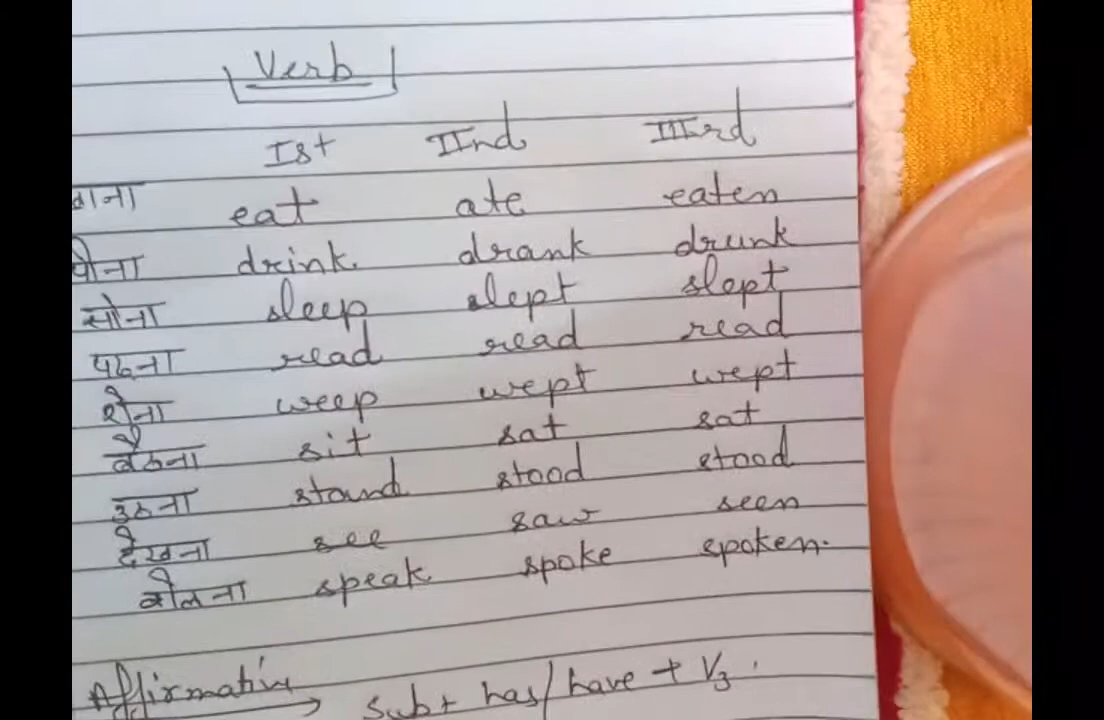 Verb
Ist IInd IIIrd
खाना eat ate eaten
पीना drink. drank drunk
सोना sleep slept slept
पढना read read read
रोना weep wept wept
बैठना sit sat sat
उठना stand stood stood
देखना see saw seen
बोलना speak spoke spoken.
Affirmative → Sub + has/have + V3.